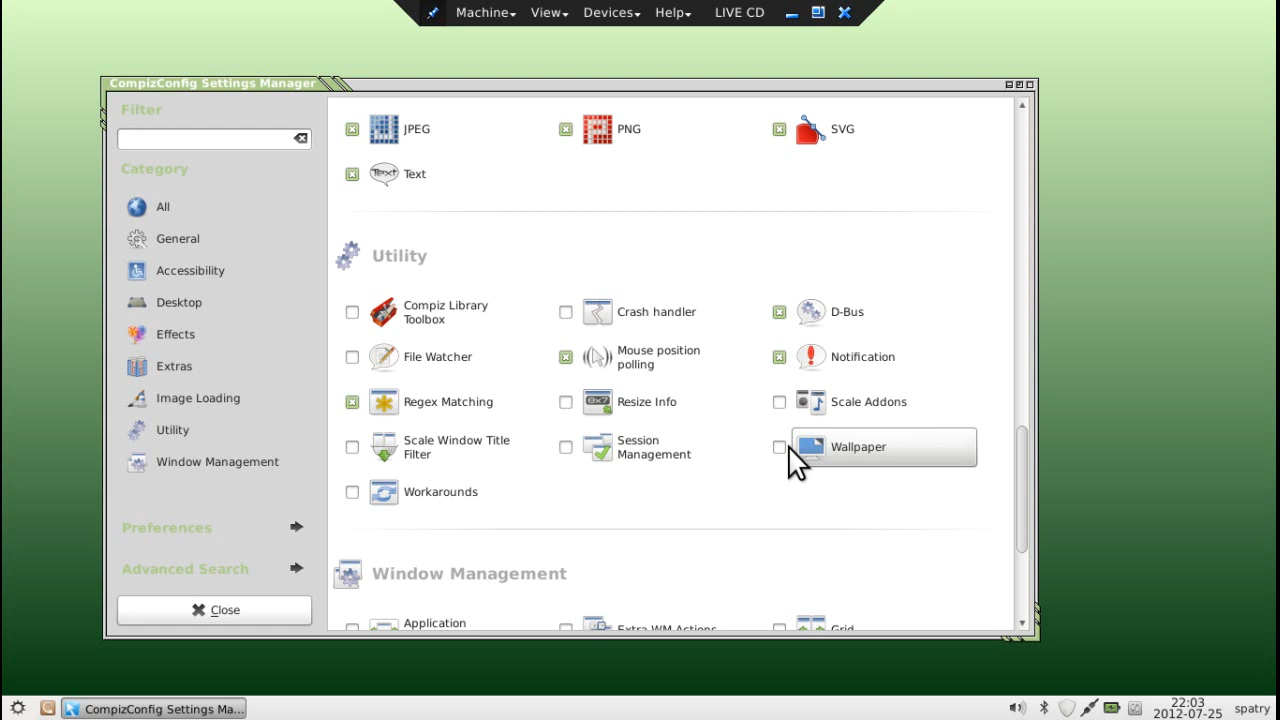 Machine View Devices Help LIVE CD
CompizConfig Settings Manager
Filter
Category
All
General
Accessibility
Desktop
Effects
Extras
Image Loading
Utility
Window Management
Preferences
Advanced Search
Close
JPEG PNG SVG
Text
Utility
Compiz Library
Toolbox
Crash handler
D-Bus
File Watcher
Mouse position
polling
Notification
Regex Matching
Resize Info
Scale Addons
Scale Window Title
Filter
Session
Management
Wallpaper
Workarounds
Window Management
Application
Extra WM Actions
Grid
CompizConfig Settings Ma...
22:03
2012-07-25
spatry